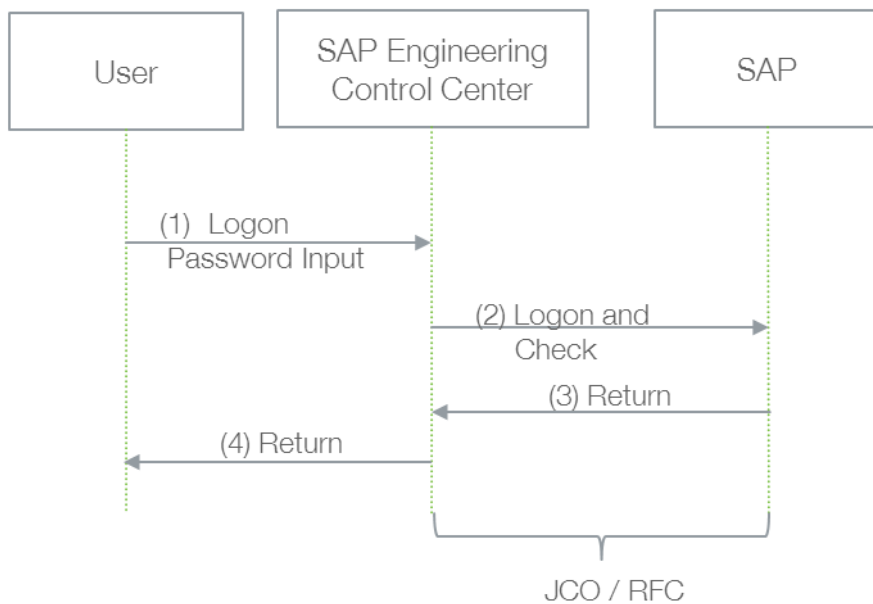 User
SAP Engineering
Control Center
SAP
(1) Logon
Password Input
(2) Logon and
Check
(3) Return
(4) Return
JCO / RFC